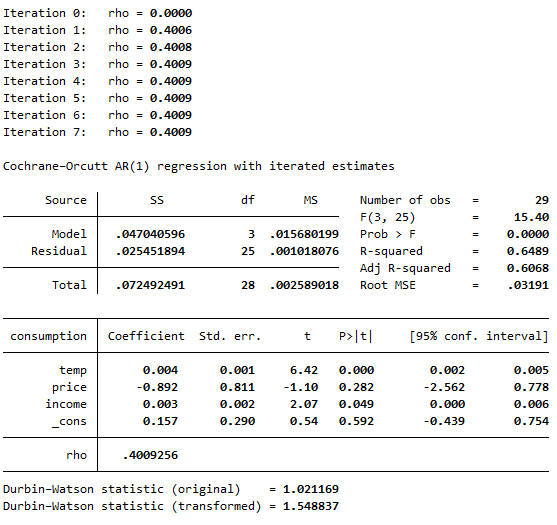 Iteration 0:   rho = 0.0000
Iteration 1:   rho = 0.4006
Iteration 2:   rho = 0.4008
Iteration 3:   rho = 0.4009
Iteration 4:   rho = 0.4009
Iteration 5:   rho = 0.4009
Iteration 6:   rho = 0.4009
Iteration 7:   rho = 0.4009
Cochrane–Orcutt AR(1) regression with iterated estimates
Source SS df MS Number of obs = 29
F(3, 25) = 15.40
Model .047040596 3 .015680199 Prob > F = 0.0000
Residual .025451894 25 .001018076 R-squared = 0.6489
Adj R-squared = 0.6068
Total .072492491 28 .002589018 Root MSE = .03191
consumption Coefficient Std. err. t P>|t| [95% conf. interval]
temp 0.004 0.001 6.42 0.000 0.002 0.005
price -0.892 0.811 -1.10 0.282 -2.562 0.778
income 0.003 0.002 2.07 0.049 0.000 0.006
_cons 0.157 0.290 0.54 0.592 -0.439 0.754
rho .4009256
Durbin–Watson statistic (original) = 1.021169
Durbin–Watson statistic (transformed) = 1.548837